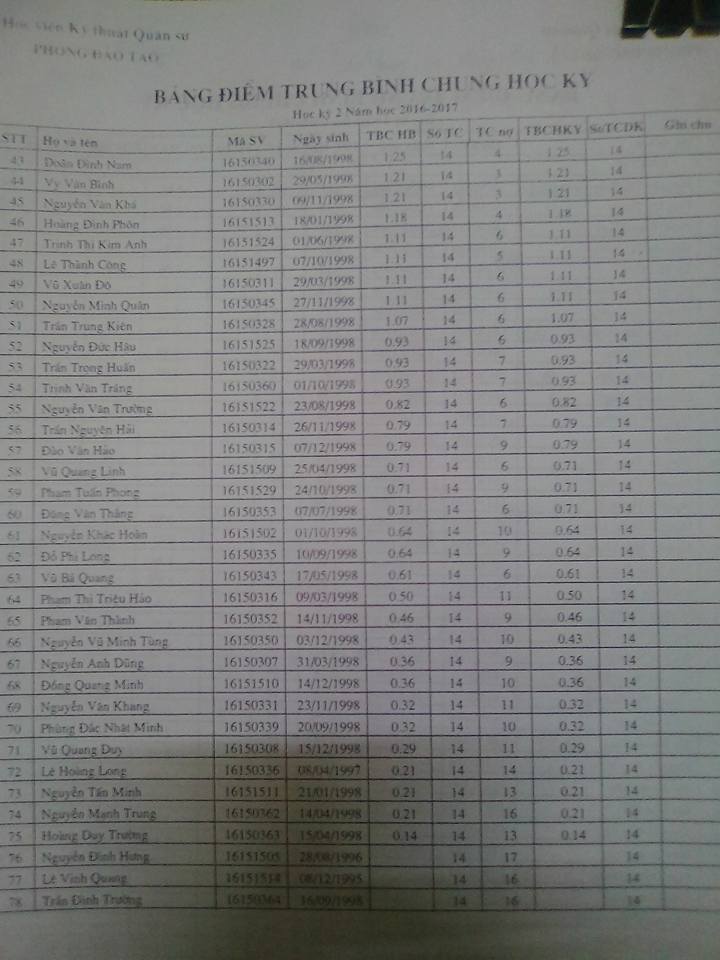 Học viện Kỹ thuật Quân sự
PHÒNG ĐÀO TẠO
BẢNG ĐIỂM TRUNG BÌNH CHUNG HỌC KỲ
Học kỳ 2 Năm học 2016-2017
STT Họ và tên Mã SV Ngày sinh TBC HB Số TC TC nợ TBCHKY SốTCDK Ghi chú
43 Doãn Đình Nam 16150340 16/08/1998 1.25 14 4 1.25 14
44 Vy Văn Bình 16150302 29/05/1998 1.21 14 3 1.21 14
45 Nguyễn Văn Khá 16150330 09/11/1998 1.21 14 3 1.21 14
46 Hoàng Đình Phôn 16151513 18/01/1998 1.18 14 4 1.18 14
47 Trịnh Thị Kim Anh 16151524 01/06/1998 1.11 14 6 1.11 14
48 Lê Thành Công 16151497 07/10/1998 1.11 14 5 1.11 14
49 Vũ Xuân Độ 16150311 29/03/1998 1.11 14 6 1.11 14
50 Nguyễn Minh Quân 16150345 27/11/1998 1.11 14 6 1.11 14
51 Trần Trung Kiên 16150328 28/08/1998 1.07 14 6 1.07 14
52 Nguyễn Đức Hậu 16151525 18/09/1998 0.93 14 6 0.93 14
53 Trần Trọng Huấn 16150322 29/03/1998 0.93 14 7 0.93 14
54 Trịnh Văn Tráng 16150360 01/10/1998 0.93 14 7 0.93 14
55 Nguyễn Văn Trường 16151522 23/08/1998 0.82 14 6 0.82 14
56 Trần Nguyên Hải 16150314 26/11/1998 0.79 14 7 0.79 14
57 Đào Văn Hảo 16150315 07/12/1998 0.79 14 9 0.79 14
58 Vũ Quang Linh 16151509 25/04/1998 0.71 14 6 0.71 14
59 Phạm Tuấn Phong 16151529 24/10/1998 0.71 14 9 0.71 14
60 Đặng Văn Thắng 16150353 07/07/1998 0.71 14 6 0.71 14
61 Nguyễn Khắc Hoàn 16151502 01/10/1998 0.64 14 10 0.64 14
62 Đỗ Phi Long 16150335 10/09/1998 0.64 14 9 0.64 14
63 Vũ Bá Quang 16150343 17/05/1998 0.61 14 6 0.61 14
64 Phạm Thị Triệu Hảo 16150316 09/03/1998 0.50 14 11 0.50 14
65 Phạm Văn Thành 16150352 14/11/1998 0.46 14 9 0.46 14
66 Nguyễn Vũ Minh Tùng 16150350 03/12/1998 0.43 14 10 0.43 14
67 Nguyễn Anh Dũng 16150307 31/03/1998 0.36 14 9 0.36 14
68 Đồng Quang Minh 16151510 14/12/1998 0.36 14 10 0.36 14
69 Nguyễn Văn Khang 16150331 23/11/1998 0.32 14 11 0.32 14
70 Phùng Đắc Nhật Minh 16150339 20/09/1998 0.32 14 10 0.32 14
71 Vũ Quang Duy 16150308 15/12/1998 0.29 14 11 0.29 14
72 Lê Hoàng Long 16150336 08/04/1997 0.21 14 14 0.21 14
73 Nguyễn Tấn Minh 16151511 21/01/1998 0.21 14 13 0.21 14
74 Nguyễn Mạnh Trung 16150362 14/04/1998 0.21 14 16 0.21 14
75 Hoàng Duy Trường 16150363 15/04/1998 0.14 14 13 0.14 14
76 Nguyễn Đình Hưng 16151505 28/08/1996 14 17 14
77 Lê Vinh Quang 16151514 08/12/1995 14 16 14
78 Trần Đình Trường 16150364 16/09/1998 14 16 14